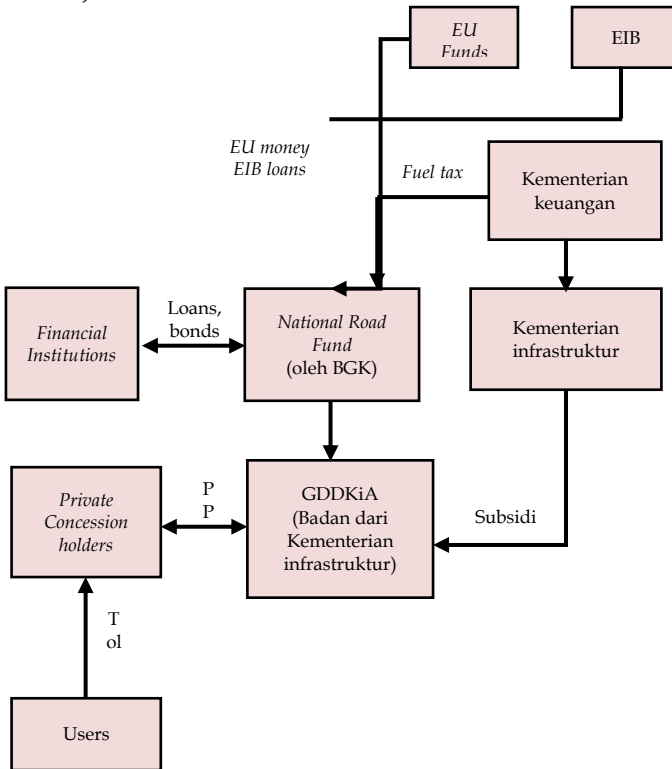 EU
Funds
EIB
EU money
EIB loans
Fuel tax
Kementerian
keuangan
Loans,
bonds
Financial
Institutions
National Road
Fund
(oleh BGK)
Kementerian
infrastruktur
Private
Concession
holders
P
P
GDDKiA
(Badan dari
Kementerian
infrastruktur)
Subsidi
T
ol
Users